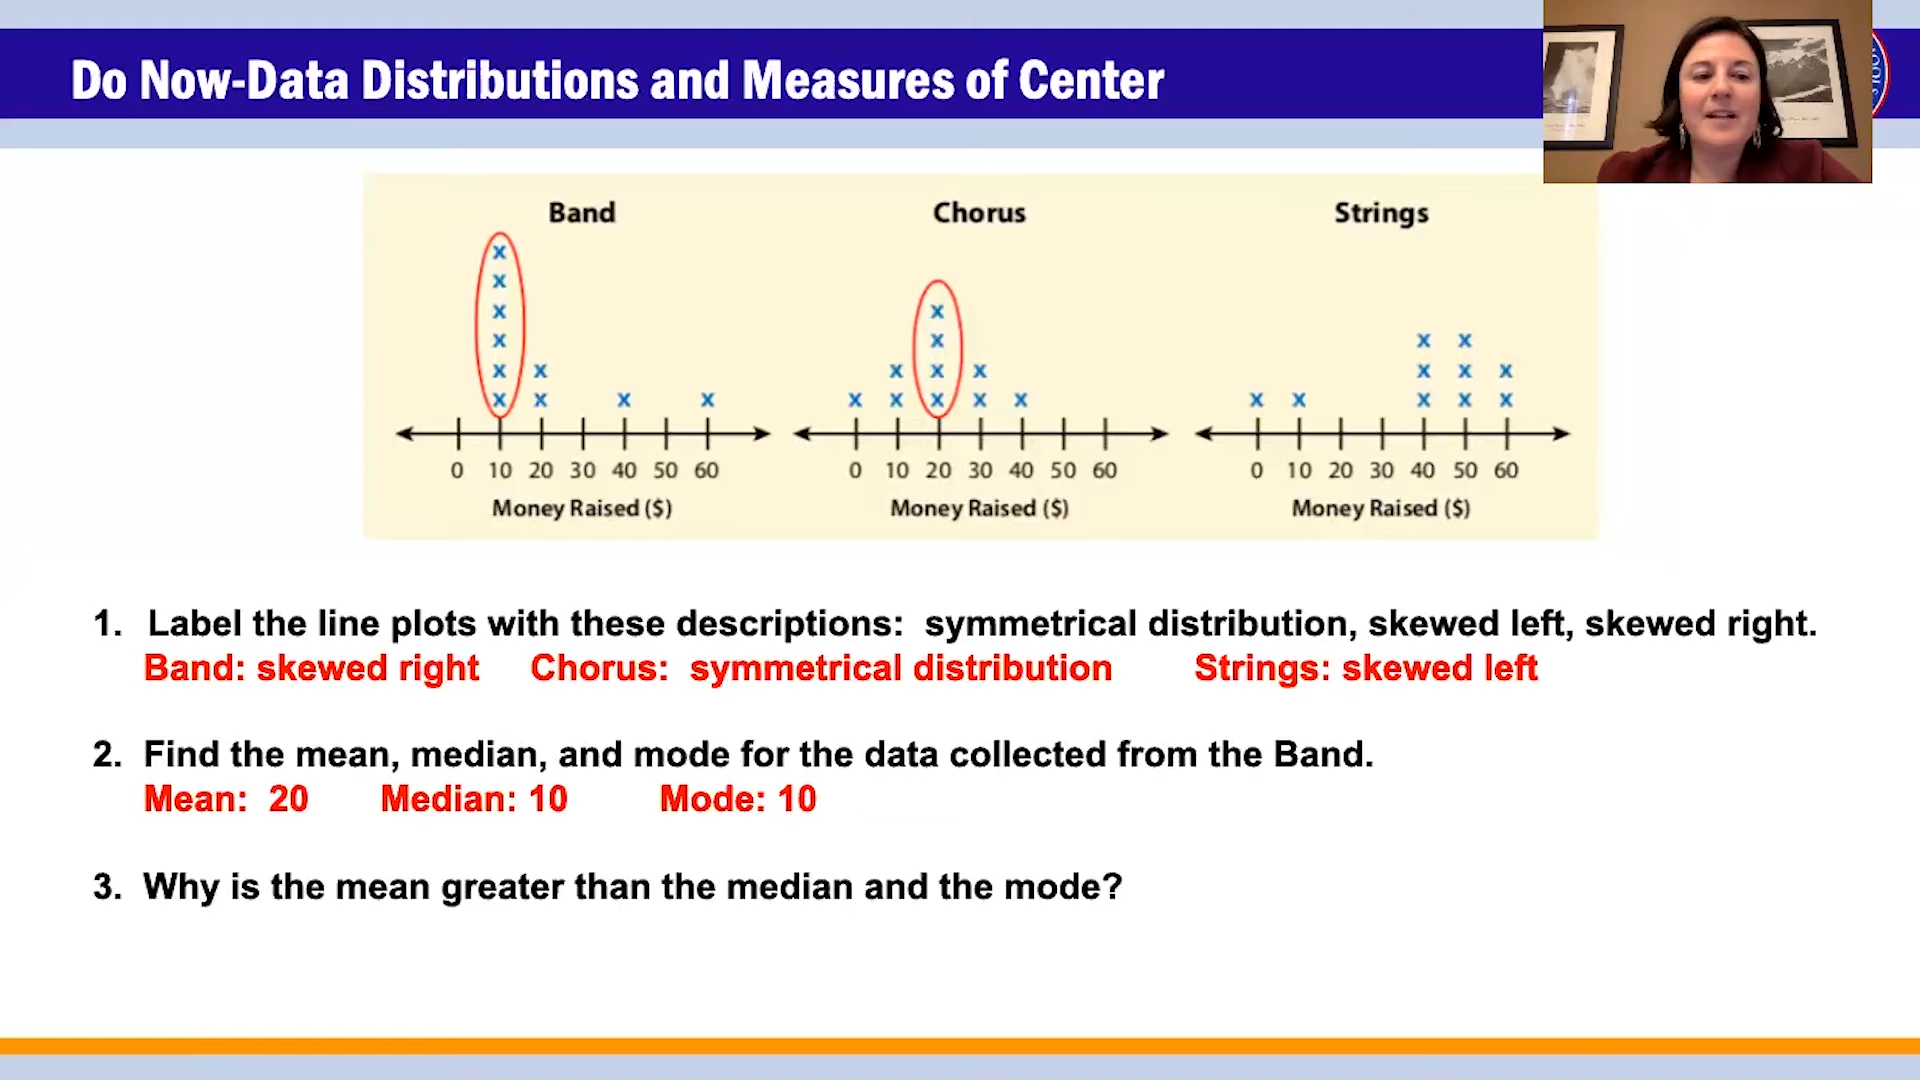 Do Now-Data Distributions and Measures of Center
Band
Chorus
Strings
x
x
x
x
x x x x x x
x x x x x x x x x
x x x x x x x x x x x x x x
0 10 20 30 40 50 60
0 10 20 30 40 50 60
0 10 20 30 40 50 60
Money Raised ($)
Money Raised ($)
Money Raised ($)
1. Label the line plots with these descriptions: symmetrical distribution, skewed left, skewed right.
Band: skewed right Chorus: symmetrical distribution Strings: skewed left
2. Find the mean, median, and mode for the data collected from the Band.
Mean: 20 Median: 10 Mode: 10
3. Why is the mean greater than the median and the mode?